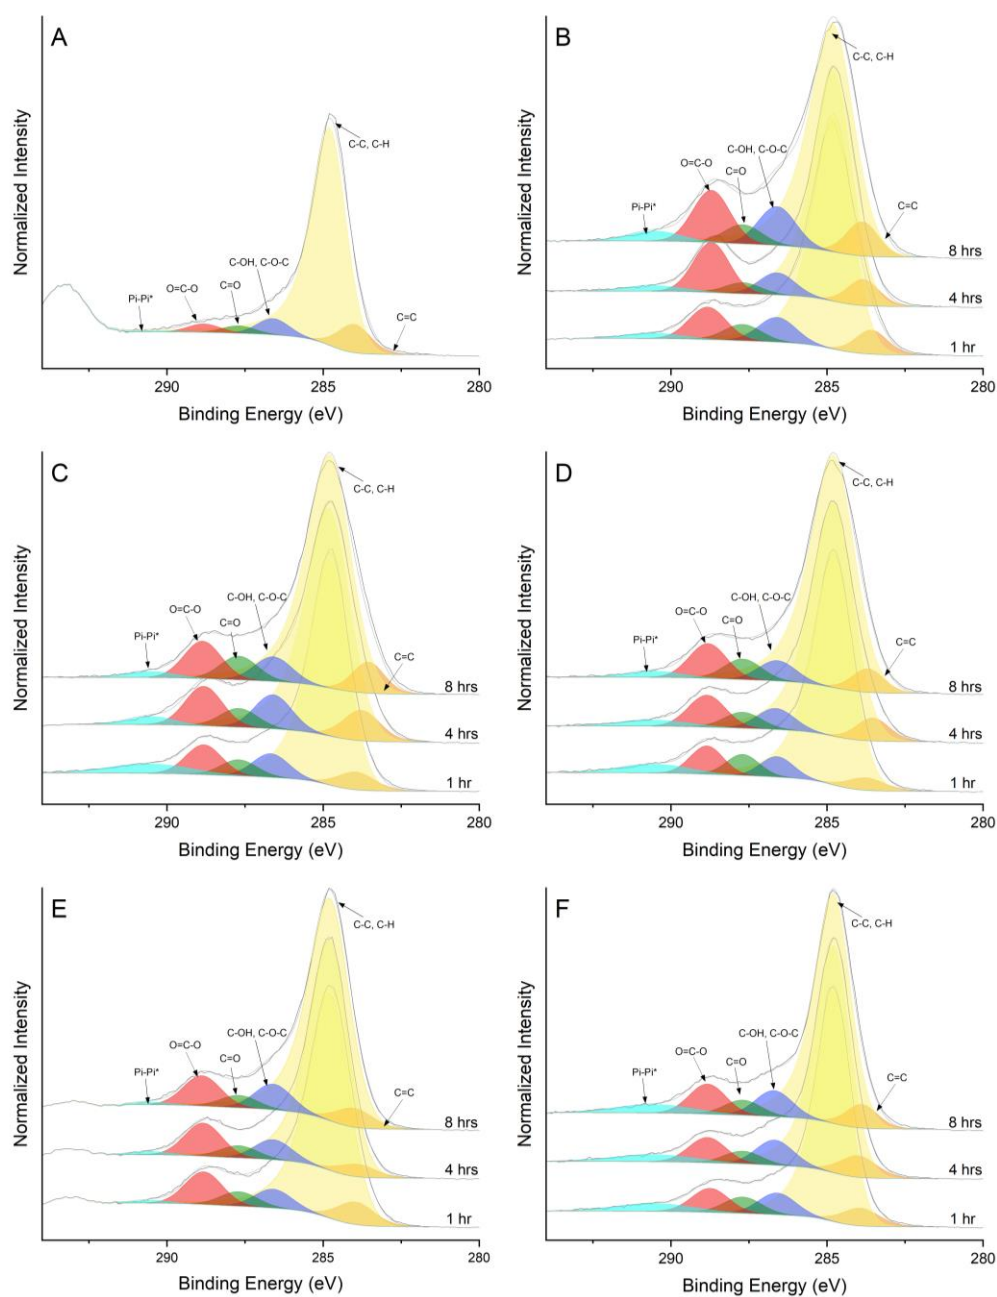 A
Normalized Intensity
C-C, C-H
C-OH, C-O-C
O=C-O
C=O
Pi-Pi*
C=C
290
285
280
Binding Energy (eV)
B
Normalized Intensity
C-C, C-H
C-OH, C-O-C
O=C-O
C=O
Pi-Pi*
C=C
8 hrs
4 hrs
1 hr
290
285
280
Binding Energy (eV)
C
Normalized Intensity
C-C, C-H
C-OH, C-O-C
O=C-O
C=O
Pi-Pi*
C=C
8 hrs
4 hrs
1 hr
290
285
280
Binding Energy (eV)
D
Normalized Intensity
C-C, C-H
C-OH, C-O-C
O=C-O
C=O
Pi-Pi*
C=C
8 hrs
4 hrs
1 hr
290
285
280
Binding Energy (eV)
E
Normalized Intensity
C-C, C-H
C-OH, C-O-C
O=C-O
C=O
Pi-Pi*
C=C
8 hrs
4 hrs
1 hr
290
285
280
Binding Energy (eV)
F
Normalized Intensity
C-C, C-H
C-OH, C-O-C
O=C-O
C=O
Pi-Pi*
C=C
8 hrs
4 hrs
1 hr
290
285
280
Binding Energy (eV)